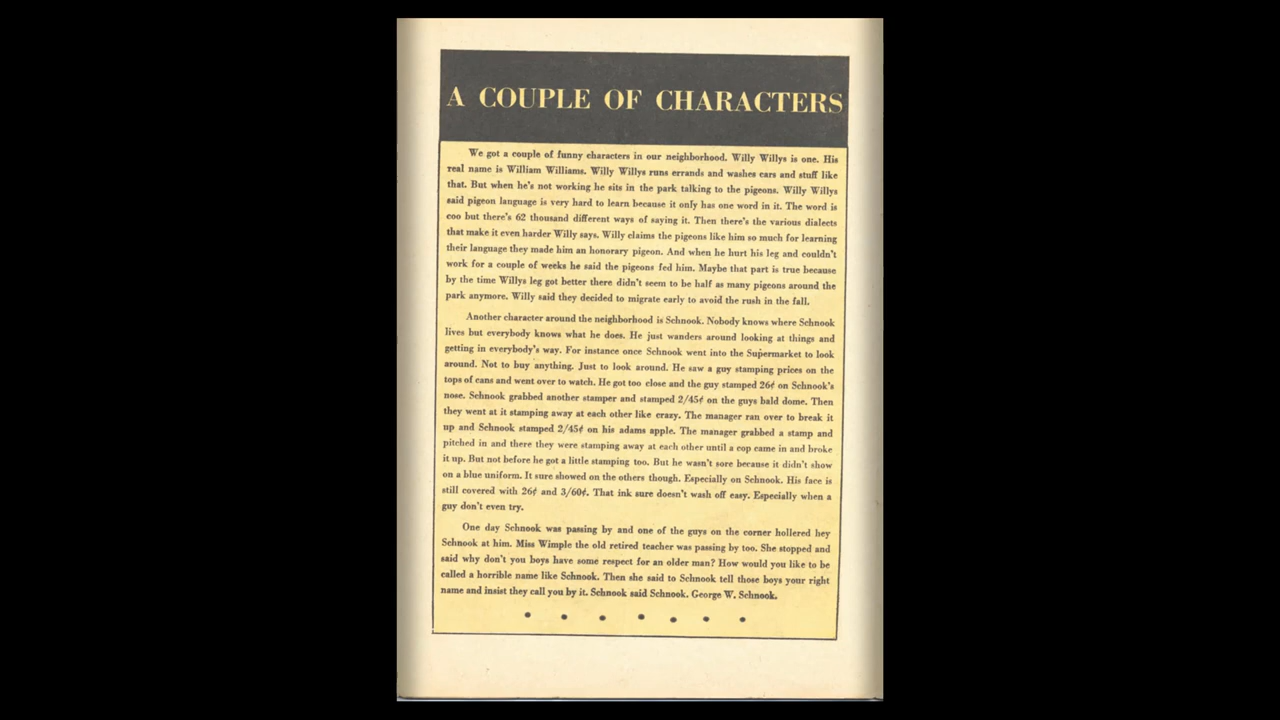 A COUPLE OF CHARACTERS
We got a couple of funny characters in our neighborhood. Willy Willys is one. His
real name is William Williams. Willy Willys runs errands and washes cars and stuff like
that. But when he's not working he sits in the park talking to the pigeons. Willy Willys
said pigeon language is very hard to learn because it only has one word in it. The word is
coo but there's 62 thousand different ways of saying it. Then there's the various dialects
that make it even harder Willy says. Willy claims the pigeons like him so much for learning
their language they made him an honorary pigeon. And when he hurt his leg and couldn't
work for a couple of weeks he said the pigeons fed him. Maybe that part is true because
by the time Willys leg got better there didn't seem to be half as many pigeons around the
park anymore. Willy said they decided to migrate early to avoid the rush in the fall.
Another character around the neighborhood is Schnook. Nobody knows where Schnook
lives but everybody knows what he does. He just wanders around looking at things and
getting in everybody's way. For instance once Schnook went into the Supermarket to look
around. Not to buy anything. Just to look around. He saw a guy stamping prices on the
tops of cans and went over to watch. He got too close and the guy stamped 26¢ on Schnook's
nose. Schnook grabbed another stamper and stamped 2/45¢ on the guys bald dome. Then
they went at it stamping away at each other like crazy. The manager ran over to break it
up and Schnook stamped 2/45¢ on his adams apple. The manager grabbed a stamp and
pitched in and there they were stamping away at each other until a cop came in and broke
it up. But not before he got a little stamping too. But he wasn't sore because it didn't show
on a blue uniform. It sure showed on the others though. Especially on Schnook. His face is
still covered with 26¢ and 3/60¢. That ink sure doesn't wash off easy. Especially when a
guy don't even try.
One day Schnook was passing by and one of the guys on the corner hollered hey
Schnook at him. Miss Wimple the old retired teacher was passing by too. She stopped and
said why don't you boys have some respect for an older man? How would you like to be
called a horrible name like Schnook. Then she said to Schnook tell those boys your right
name and insist they call you by it. Schnook said Schnook. George W. Schnook.